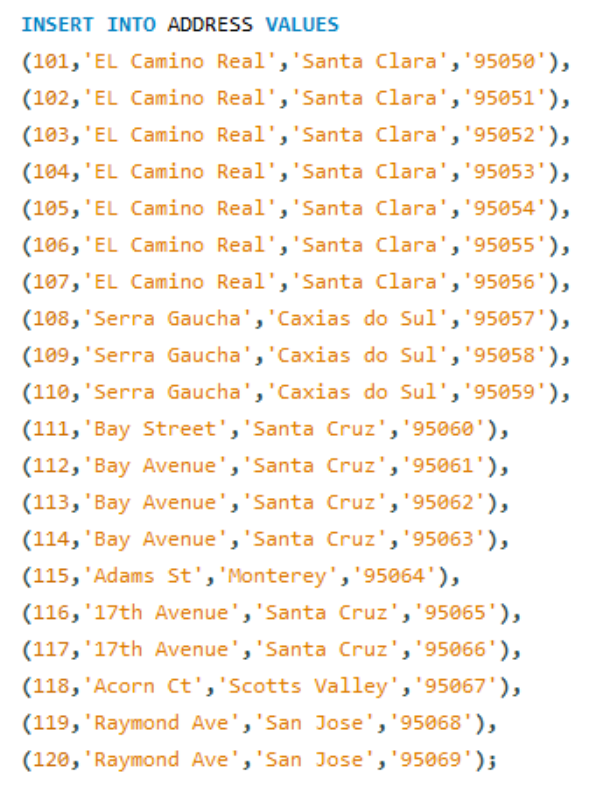 INSERT INTO ADDRESS VALUES
(101,'EL Camino Real','Santa Clara','95050'),
(102,'EL Camino Real','Santa Clara','95051'),
(103,'EL Camino Real','Santa Clara','95052'),
(104,'EL Camino Real','Santa Clara','95053'),
(105,'EL Camino Real','Santa Clara','95054'),
(106,'EL Camino Real','Santa Clara','95055'),
(107,'EL Camino Real','Santa Clara','95056'),
(108,'Serra Gaucha','Caxias do Sul','95057'),
(109,'Serra Gaucha','Caxias do Sul','95058'),
(110,'Serra Gaucha','Caxias do Sul','95059'),
(111,'Bay Street','Santa Cruz','95060'),
(112,'Bay Avenue','Santa Cruz','95061'),
(113,'Bay Avenue','Santa Cruz','95062'),
(114,'Bay Avenue','Santa Cruz','95063'),
(115,'Adams St','Monterey','95064'),
(116,'17th Avenue','Santa Cruz','95065'),
(117,'17th Avenue','Santa Cruz','95066'),
(118,'Acorn Ct','Scotts Valley','95067'),
(119,'Raymond Ave','San Jose','95068'),
(120,'Raymond Ave','San Jose','95069');